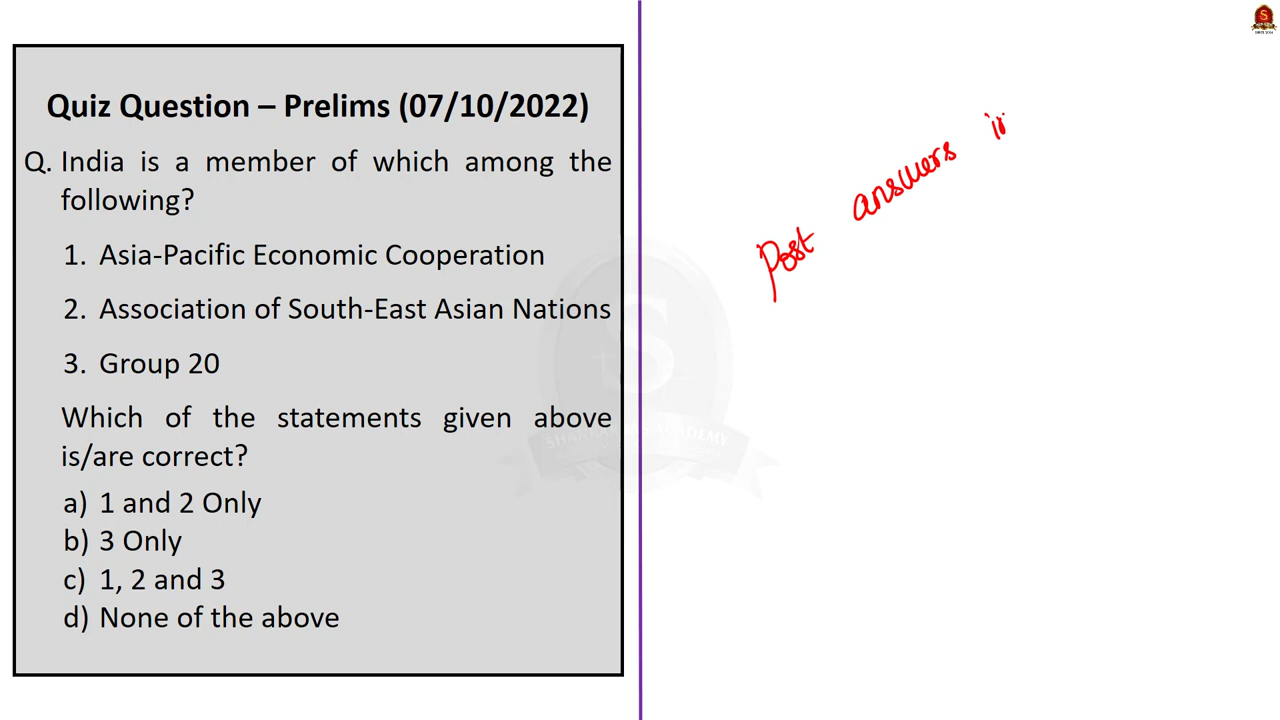 Quiz Question – Prelims (07/10/2022)
Q. India is a member of which among the
following?
1. Asia-Pacific Economic Cooperation
2. Association of South-East Asian Nations
3. Group 20
Which of the statements given above
is/are correct?
a) 1 and 2 Only
b) 3 Only
c) 1, 2 and 3
d) None of the above
Post answers in